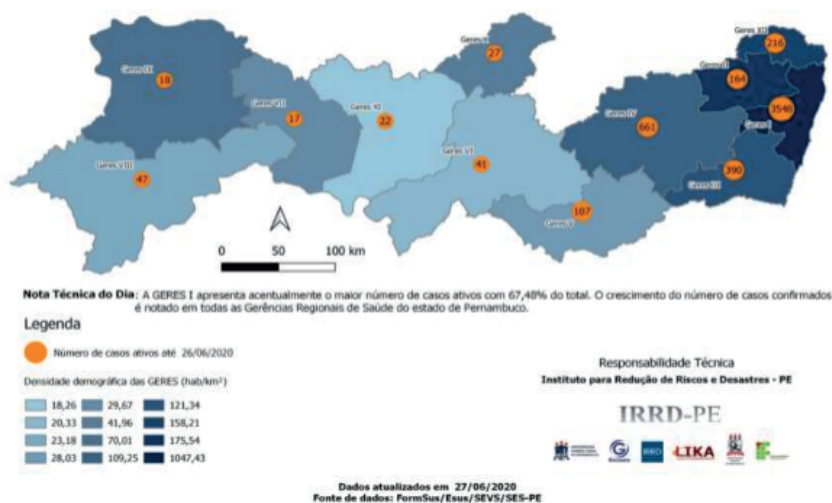 Geres XII
216
Geres X
27
Geres II
164
Geres IX
18
3546
Geres I
Geres VII
17
Geres XI
22
Geres IV
661
Geres VI
41
Geres VIII
47
390
Geres III
107
Geres V
0 50 100 km
Nota Técnica do Dia: A GERES I apresenta acentualmente o maior número de casos ativos com 67,48% do total. O crescimento do número de casos confirmados
é notado em todas as Gerências Regionais de Saúde do estado de Pernambuco.
Legenda
Número de casos ativos até 26/06/2020
Densidade demográfica das GERES (hab/km²)
18,26 29,67 121,34
20,33 41,96 158,21
23,18 70,01 175,54
28,03 109,25 1047,43
Responsabilidade Técnica
Instituto para Redução de Riscos e Desastres - PE
IRRD-PE
IRRD
LIKA
Dados atualizados em 27/06/2020
Fonte de dados: FormSus/Esus/SEVS/SES-PE